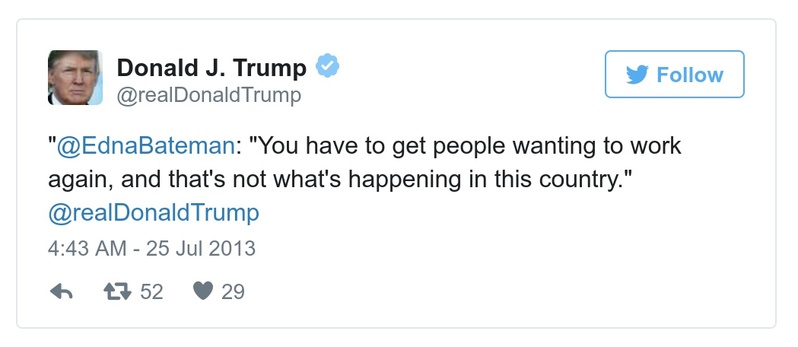 Donald J. Trump
@realDonaldTrump
Follow
"@EdnaBateman: "You have to get people wanting to work
again, and that's not what's happening in this country."
@realDonaldTrump
4:43 AM - 25 Jul 2013
52 29